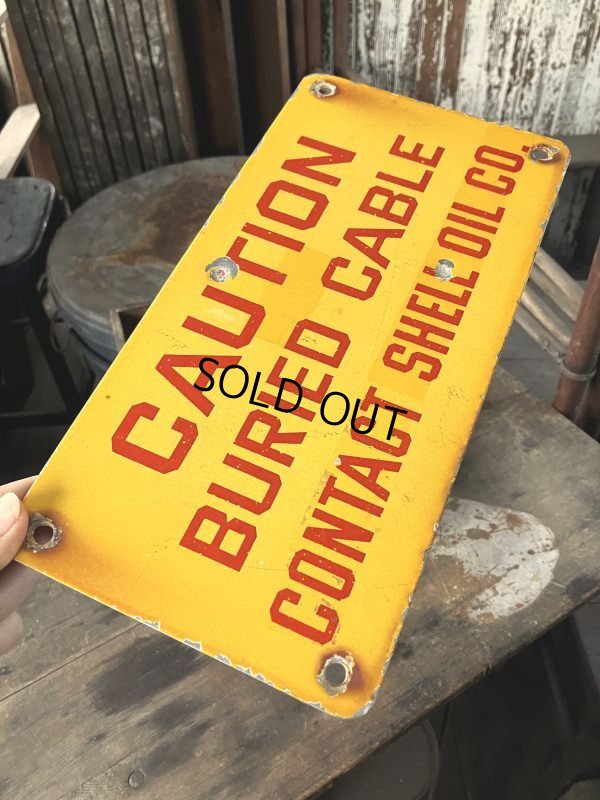 CAUTION
BURIED CABLE
CONTACT SHELL OIL CO.
SOLD OUT